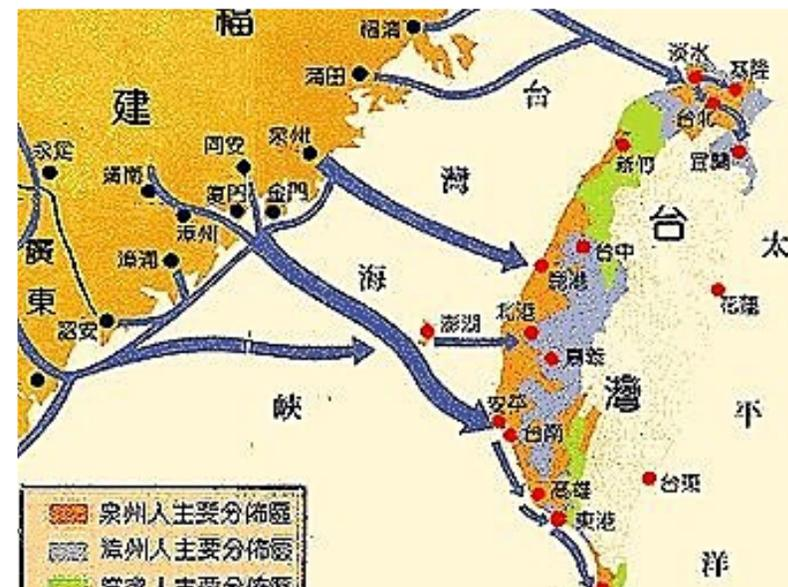 福
福清
莆田
台
淡水
基隆
建
台北
泉州
同安
永定
新竹
宜蘭
南靖
廈門
金門
灣
漳州
台
太
廣
漳浦
台中
海
鹿港
東
花蓮
北港
澎湖
詔安
嘉義
灣
峽
安平
平
台南
台東
高雄
泉州人主要分佈區
東港
漳州人主要分佈區
洋